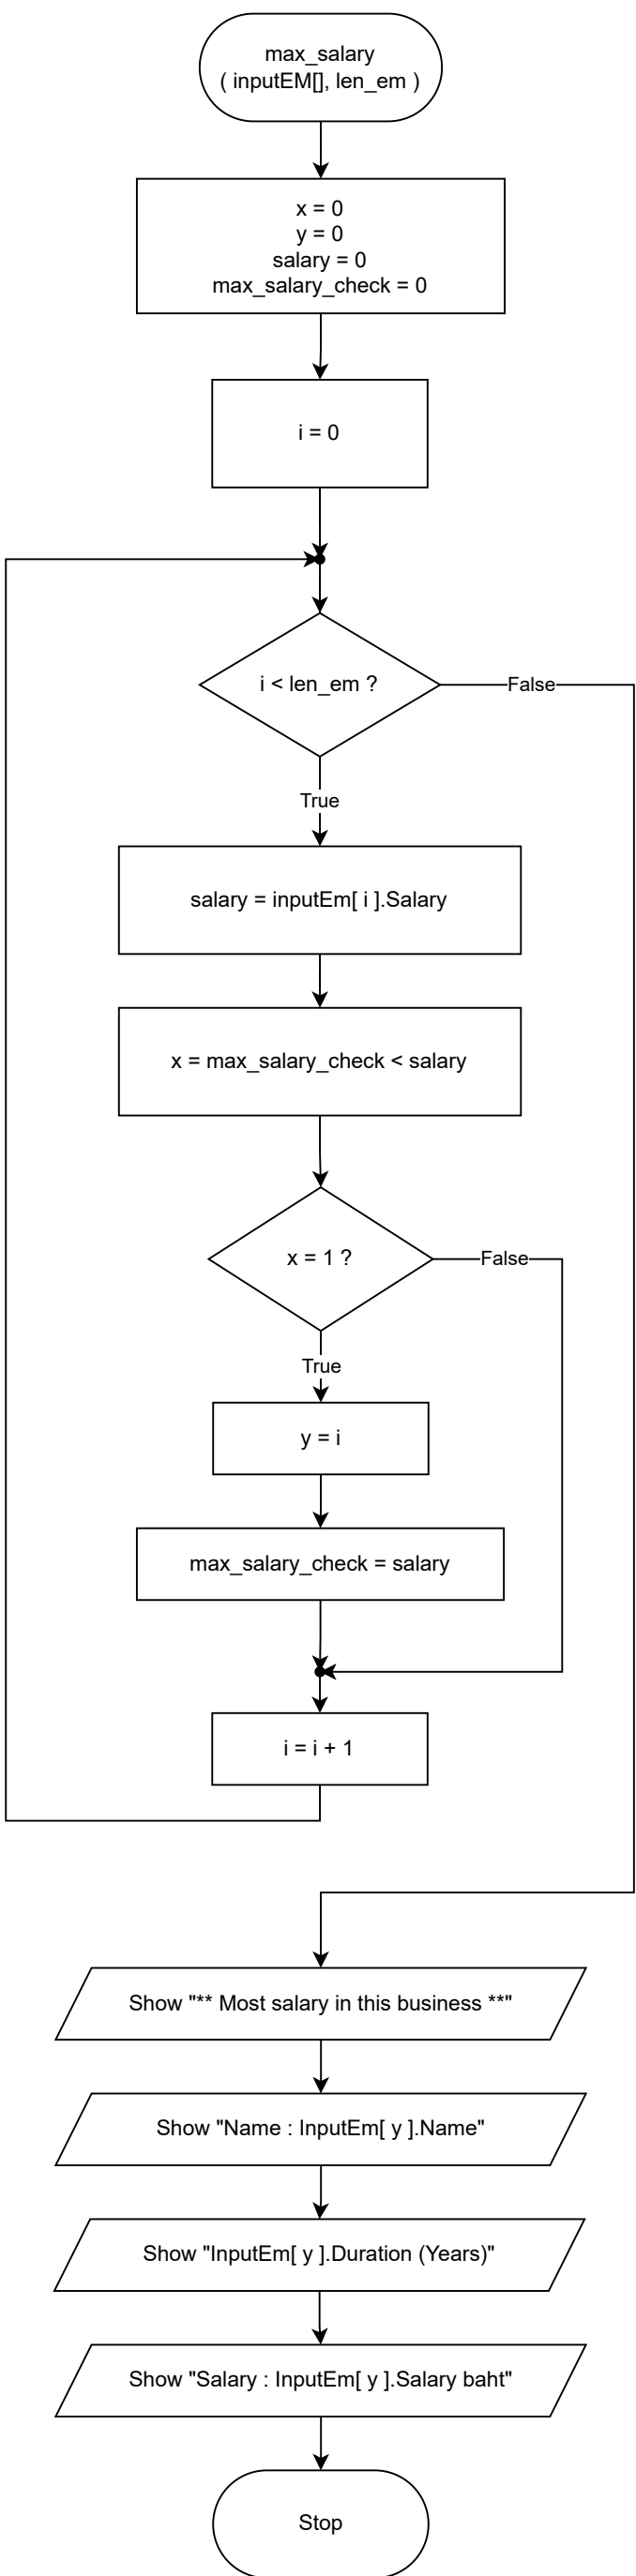 max_salary
( inputEM[], len_em )
x = 0
y = 0
salary = 0
max_salary_check = 0
i = 0
i < len_em ?
False
True
salary = inputEm[ i ].Salary
x = max_salary_check < salary
x = 1 ?
False
True
y = i
max_salary_check = salary
i = i + 1
Show "** Most salary in this business **"
Show "Name : InputEm[ y ].Name"
Show "InputEm[ y ].Duration (Years)"
Show "Salary : InputEm[ y ].Salary baht"
Stop